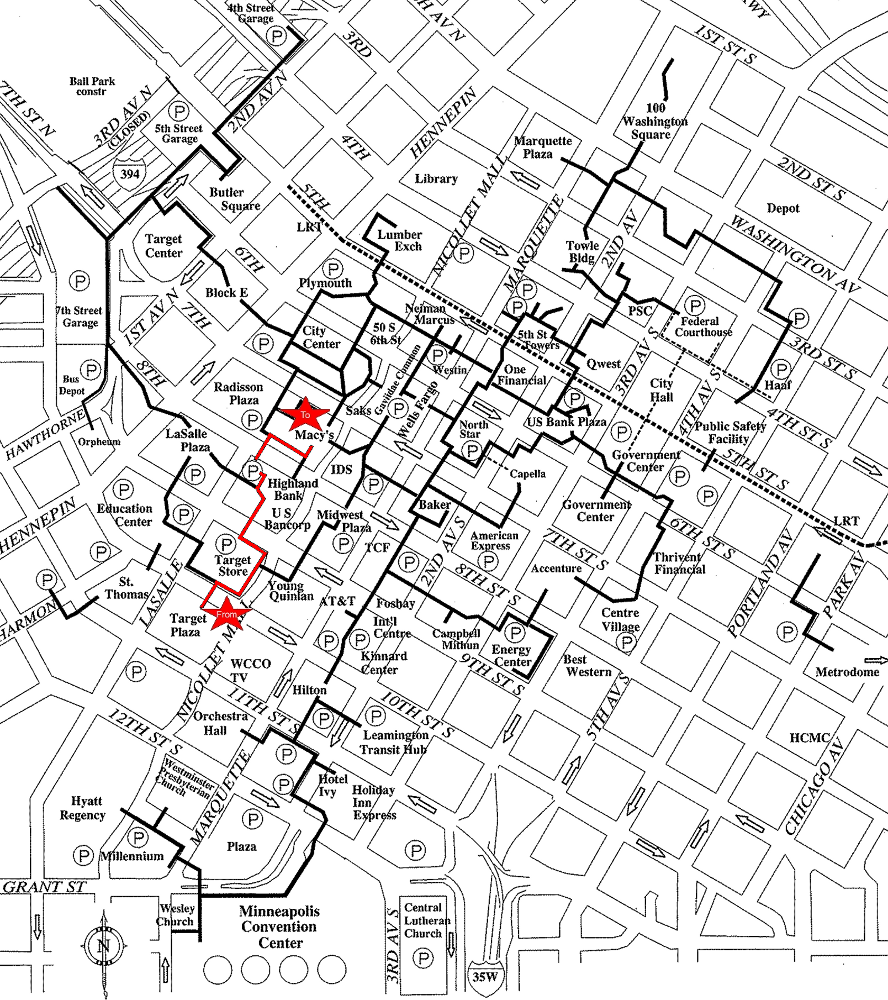 4th Street
Garage
P
5TH AV N
WY
3RD
1ST ST S
Ball Park
constr
7TH ST N
3RD AV N
(CLOSED)
P
5th Street
Garage
2ND AV N
4TH
HENNEPIN
100
Washington
Square
394
Marquette
Plaza
2ND ST S
Butler
Square
5TH
Library
NICOLLET MALL
Depot
LRT
Lumber
Exch
MARQUETTE
2ND AV
WASHINGTON AV
Target
Center
6TH
Towle
Bldg
P
P
P
Plymouth
7th Street
Garage
Block E
1ST AV N
7TH
Neiman
Marcus
P
P
5th St
Towers
PSC
P
Federal
Courthouse
P
City
Center
50 S
6th St
P
P
Westin
3RD AV S
3RD ST S
8TH
Gaviidae Common
One
Financial
Qwest
P
Bus
Depot
P
Radisson
Plaza
City
Hall
4TH AV S
Haaf
To
Saks
P
Wells Fargo
P
4TH ST S
HAWTHORNE
Orpheum
P
Macy's
North
Star
P
US Bank Plaza
P
Public Safety
Facility
LaSalle
Plaza
P
P
IDS
Government
Center
5TH ST S
P
Highland
Bank
P
Capella
P
P
HENNEPIN
Education
Center
P
U S
Bancorp
Midwest
Plaza
Baker
Government
Center
LRT
P
P
Target
Store
P
TCF
2ND AV S
American
Express
P
6TH ST S
7TH ST S
Thrivent
Financial
PORTLAND AV
PARK AV
P
St.
Thomas
LASALLE
Young
Quinlan
P
8TH ST S
Accenture
HARMON
AT&T
P
Foshay
From
Target
Plaza
Int'l
Centre
Campbell
Mithun
P
Energy
Center
Centre
Village
P
P
NICOLLET M
P
WCCO
TV
P
Kinnard
Center
9TH ST S
Best
Western
Metrodome
Hilton
11TH ST S
5TH AV S
12TH ST S
Orchestra
Hall
P
P
10TH ST S
Leamington
Transit Hub
HCMC
CHICAGO AV
P
Westminster
Presbyterian
Church
P
Hotel
Ivy
Holiday
Inn
Express
Hyatt
Regency
MARQUETTE
P
P
P
Millennium
Plaza
P
GRANT ST
Wesley
Church
Minneapolis
Convention
Center
3RD AV S
Central
Lutheran
Church
P
N
35W